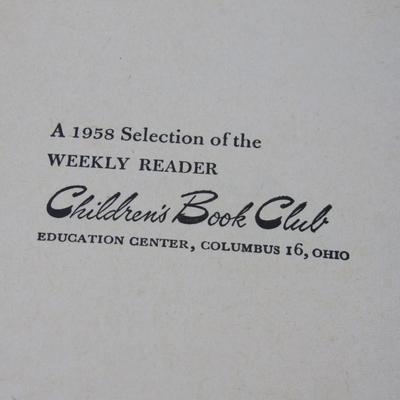 A 1958 Selection of the
WEEKLY READER
Children's Book Club
EDUCATION CENTER, COLUMBUS 16, OHIO